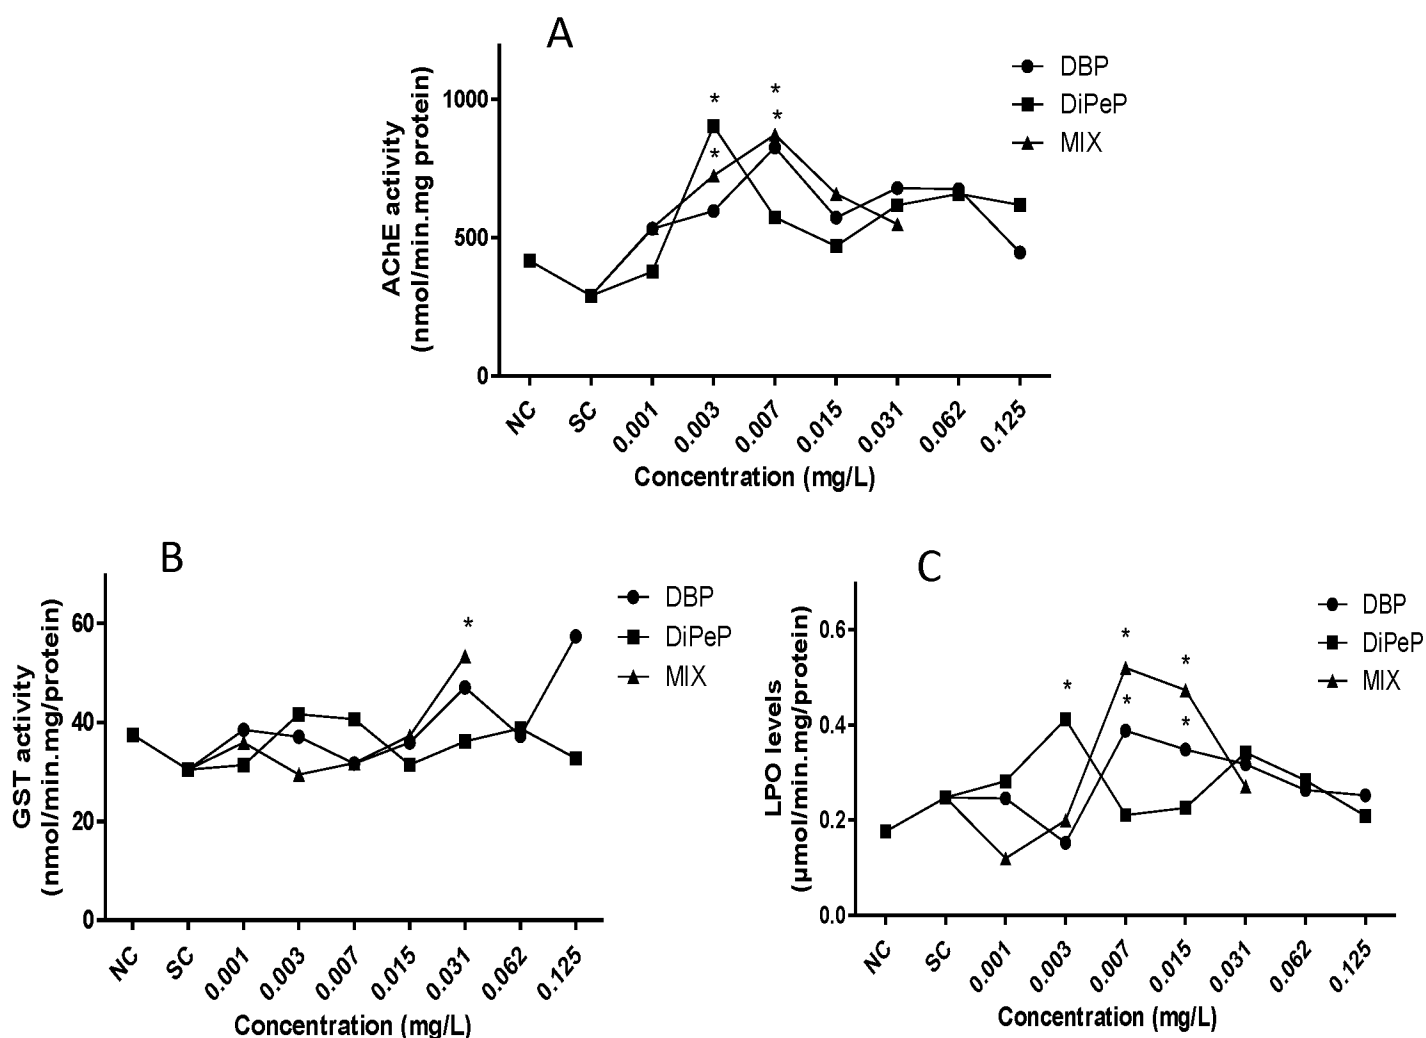 A
DBP
DiPeP
MIX
AChE activity
(nmol/min.mg protein)
1000
500
0
*
*
*
*
NC
SC
0.001
0.003
0.007
0.015
0.031
0.062
0.125
Concentration (mg/L)
B
DBP
DiPeP
MIX
GST activity
(nmol/min.mg/protein)
60
40
20
0
*
NC
SC
0.001
0.003
0.007
0.015
0.031
0.062
0.125
Concentration (mg/L)
C
DBP
DiPeP
MIX
LPO levels
(µmol/min.mg/protein)
0.6
0.4
0.2
0.0
*
*
*
*
*
NC
SC
0.001
0.003
0.007
0.015
0.031
0.062
0.125
Concentration (mg/L)